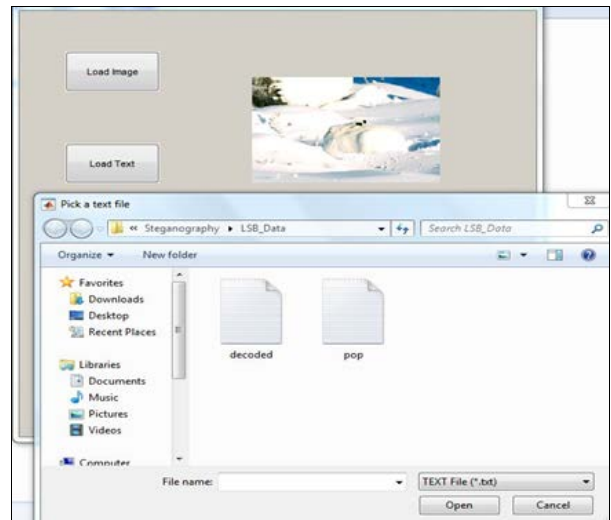 Load Image
Load Text
Pick a text file
« Steganography LSB_Data
Search LSB_Data
Organize New folder
Favorites
Downloads
Desktop
Recent Places
Libraries
Documents
Music
Pictures
Videos
Computer
decoded
pop
File name:
TEXT File (*.txt)
Open
Cancel